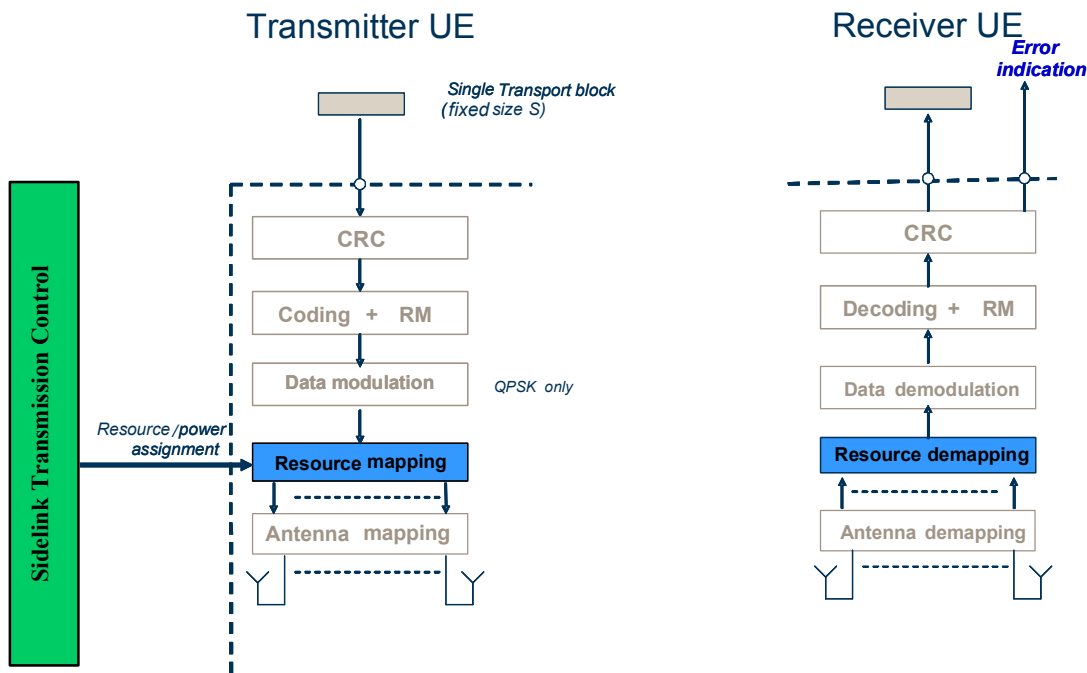 Transmitter UE
Receiver UE
Error
indication
Single Transport block
(fixed size S)
CRC
CRC
Coding + RM
Decoding + RM
Data modulation
QPSK only
Data demodulation
Resource/power
assignment
Resource mapping
Resource demapping
Antenna mapping
Antenna demapping
Sidelink Transmission Control